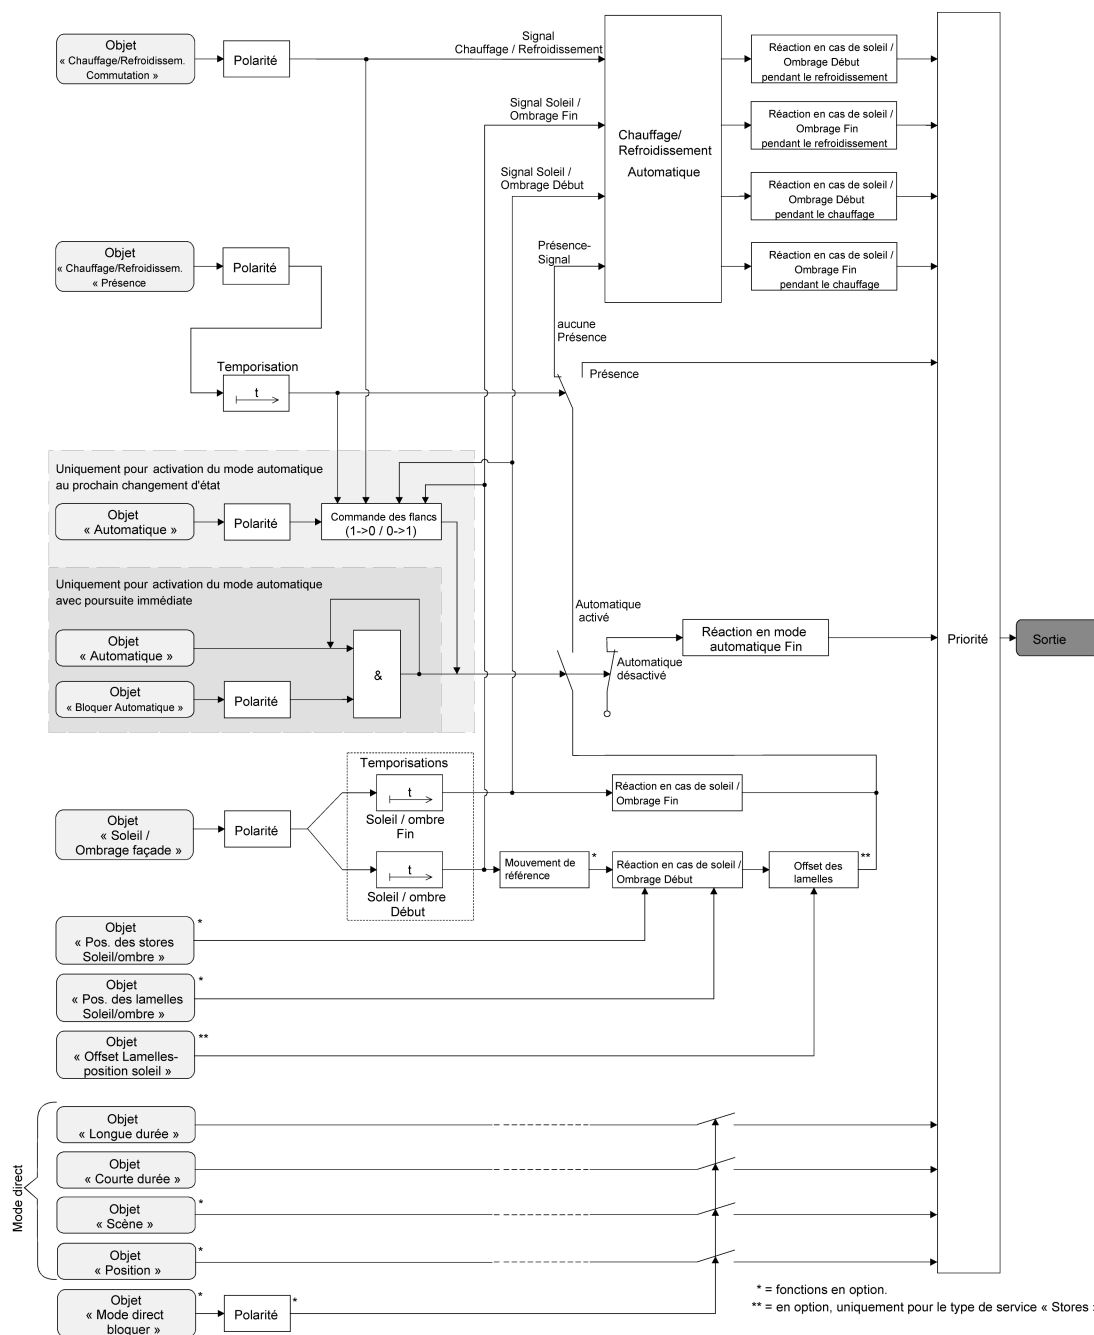 Objet
« Chauffage/Refroidissem.
Commutation »
Polarité
Signal
Chauffage / Refroidissement
Signal Soleil /
Ombrage Fin
Signal Soleil /
Ombrage Début
Présence-
Signal
Chauffage/
Refroidissement
Automatique
Réaction en cas de soleil /
Ombrage Début
pendant le refroidissement
Réaction en cas de soleil /
Ombrage Fin
pendant le refroidissement
Réaction en cas de soleil /
Ombrage Début
pendant le chauffage
Réaction en cas de soleil /
Ombrage Fin
pendant le chauffage
Objet
« Chauffage/Refroidissem.
« Présence
Polarité
aucune
Présence
Présence
Temporisation
t
Uniquement pour activation du mode automatique
au prochain changement d'état
Objet
« Automatique »
Polarité
Commande des flancs
(1->0 / 0->1)
Uniquement pour activation du mode automatique
avec poursuite immédiate
Objet
« Automatique »
Objet
« Bloquer Automatique »
Polarité
&
Automatique
activé
Automatique
désactivé
Réaction en mode
automatique Fin
Priorité
Sortie
Temporisations
t
Soleil / ombre
Fin
t
Soleil / ombre
Début
Objet
« Soleil /
Ombrage façade »
Polarité
Réaction en cas de soleil /
Ombrage Fin
Mouvement de
référence
*
Réaction en cas de soleil /
Ombrage Début
Offset des
lamelles
**
Objet
« Pos. des stores
Soleil/ombre »
*
Objet
« Pos. des lamelles
Soleil/ombre »
*
Objet
« Offset Lamelles-
position soleil »
**
Mode direct
Objet
« Longue durée »
Objet
« Courte durée »
Objet
« Scène »
*
Objet
« Position »
*
Objet
« Mode direct
bloquer »
*
Polarité
*
* = fonctions en option.
** = en option, uniquement pour le type de service « Stores »